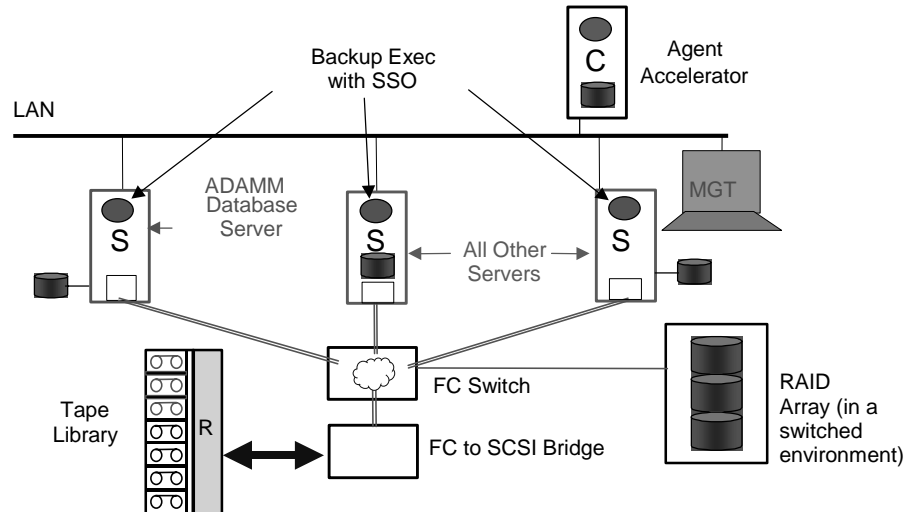 Backup Exec
with SSO
C
Agent
Accelerator
LAN
MGT
ADAMM
Database
Server
S
S
S
All Other
Servers
FC Switch
RAID
Array (in a
switched
environment)
Tape
Library
R
FC to SCSI Bridge